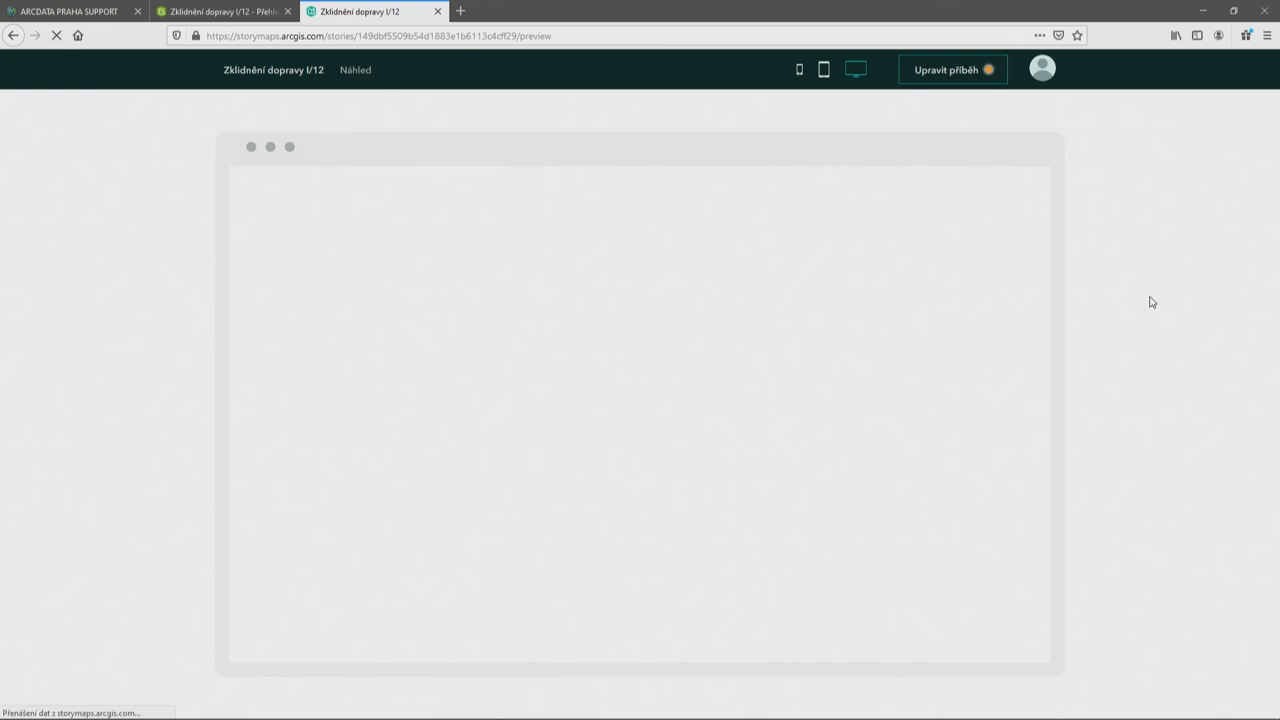 ARCDATA PRAHA SUPPORT
Zklidnění dopravy I/12 - Přehle
Zklidnění dopravy I/12
https://storymaps.arcgis.com/stories/149dbf5509b54d1883e1b6113c4cff29/preview
Zklidnění dopravy I/12 Náhled
Upravit příběh
Přenášení dat z storymaps.arcgis.com...